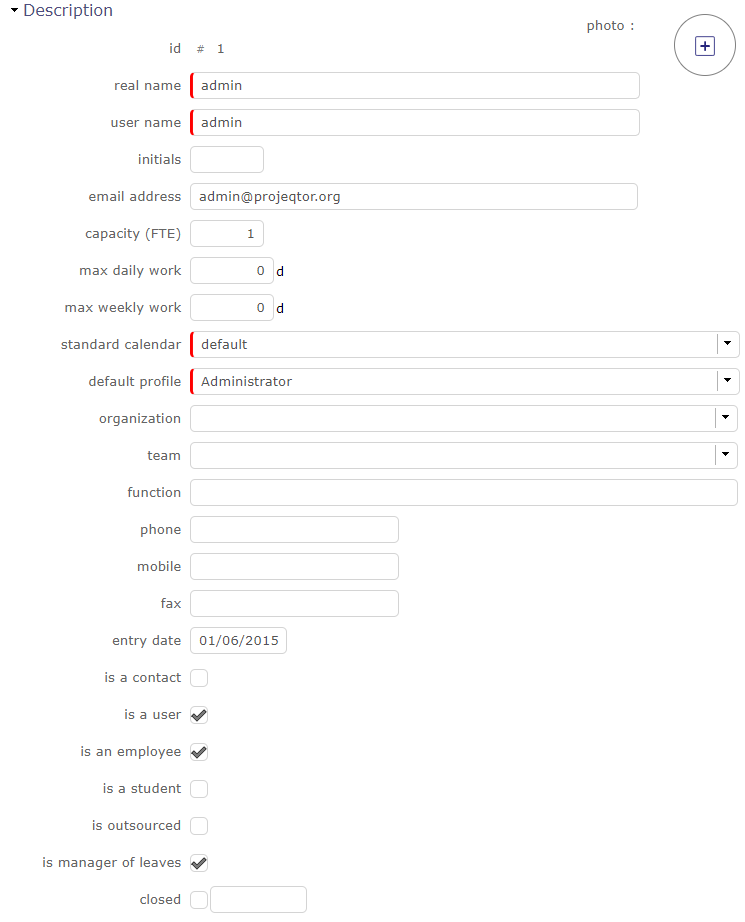 Description
photo :
id # 1
real name admin
user name admin
initials
email address admin@projeqtor.org
capacity (FTE) 1
max daily work 0 d
max weekly work 0 d
standard calendar default
default profile Administrator
organization
team
function
phone
mobile
fax
entry date 01/06/2015
is a contact
is a user
is an employee
is a student
is outsourced
is manager of leaves
closed